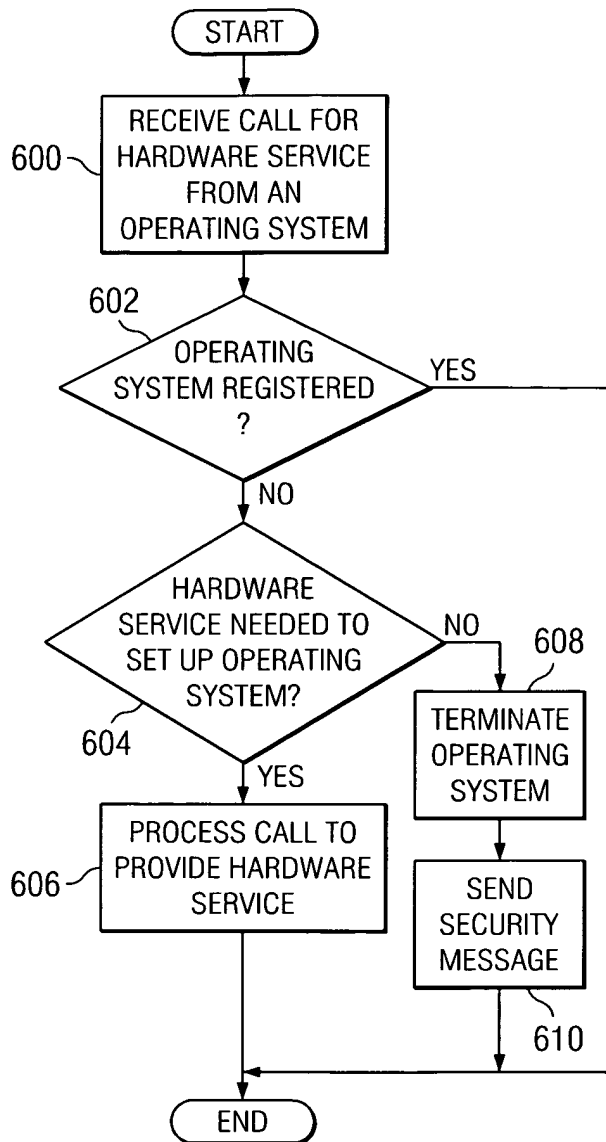 START
RECEIVE CALL FOR
HARDWARE SERVICE
FROM AN
OPERATING SYSTEM
600
602
OPERATING
SYSTEM REGISTERED
?
YES
NO
HARDWARE
SERVICE NEEDED TO
SET UP OPERATING
SYSTEM?
NO
604
YES
608
TERMINATE
OPERATING
SYSTEM
PROCESS CALL TO
PROVIDE HARDWARE
SERVICE
606
SEND
SECURITY
MESSAGE
610
END